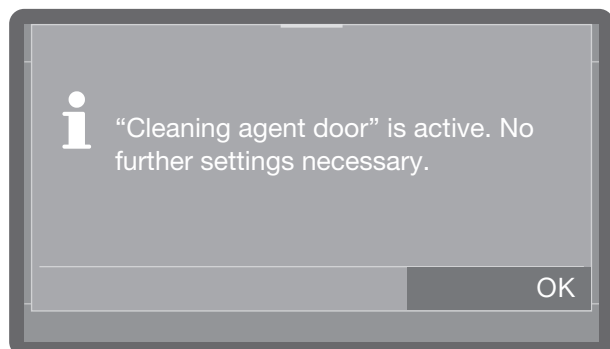 “Cleaning agent door” is active. No
further settings necessary.
OK